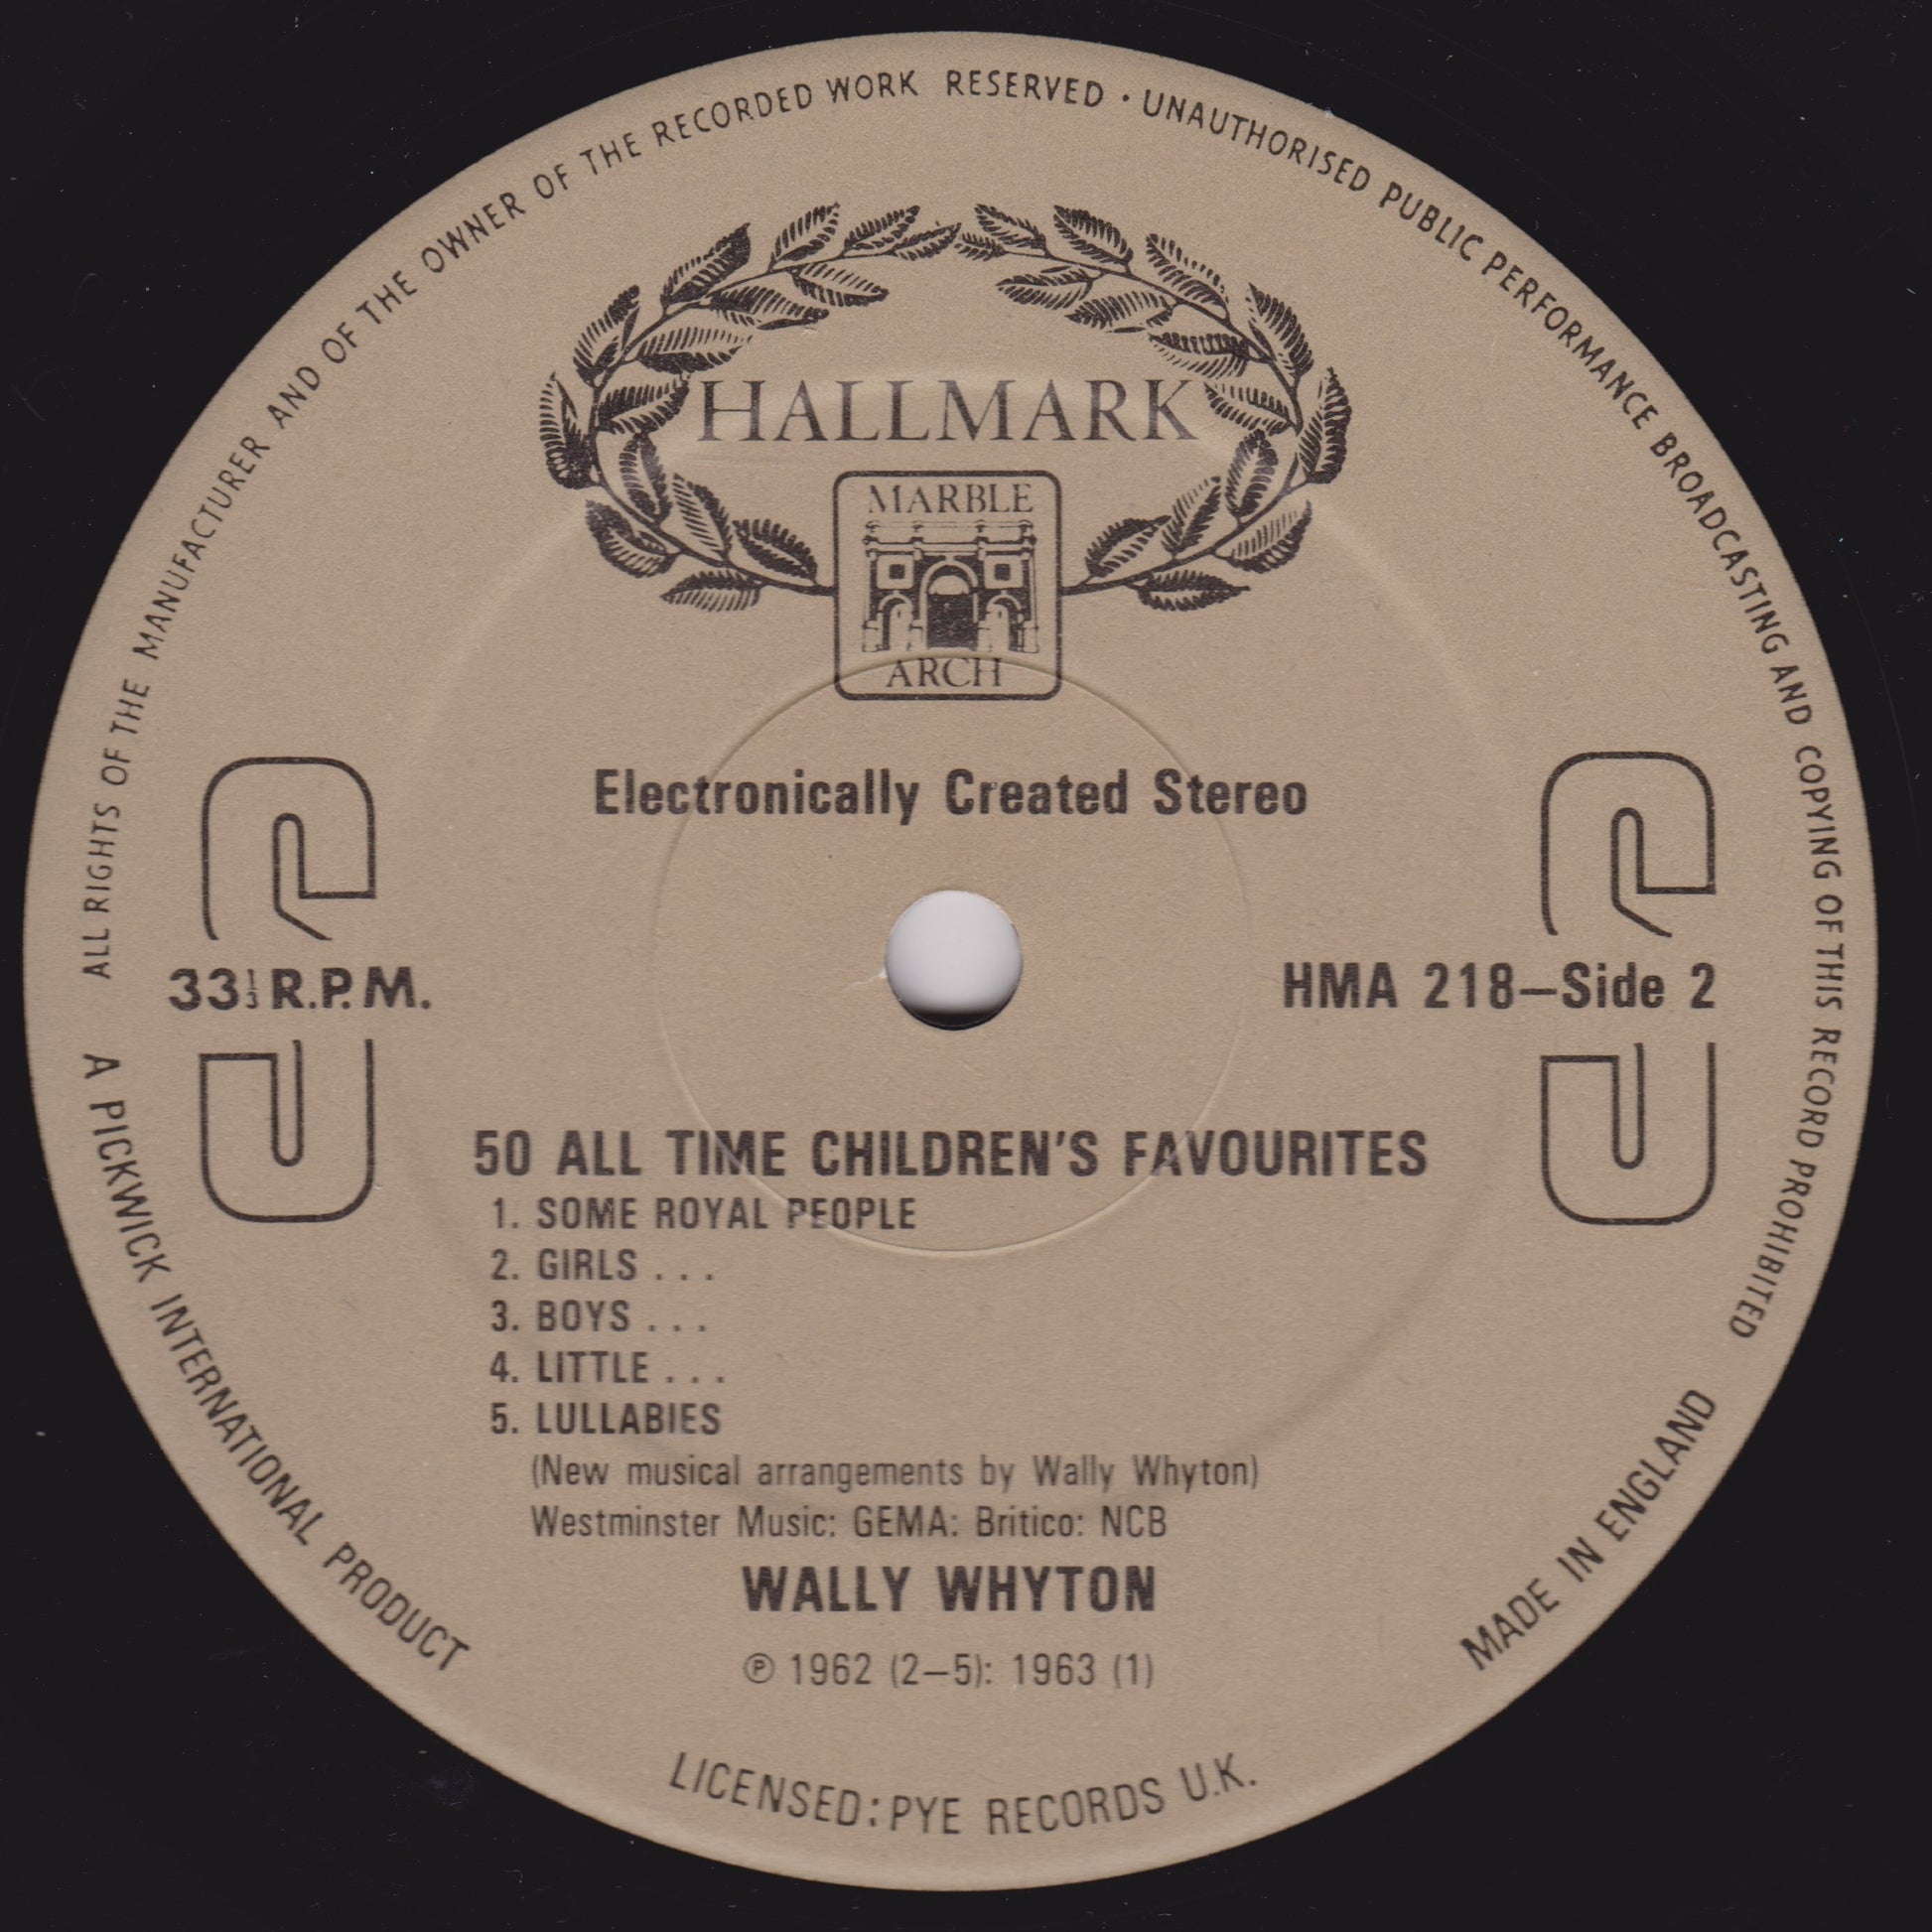 ALL RIGHTS OF THE MANUFACTURER AND OF THE OWNER OF THE RECORDED WORK RESERVED · UNAUTHORISED PUBLIC PERFORMANCE BROADCASTING AND COPYING OF THIS RECORD PROHIBITED
HALLMARK
MARBLE
ARCH
Electronically Created Stereo
S S
33⅓ R.P.M.
HMA 218–Side 2
50 ALL TIME CHILDREN'S FAVOURITES
1. SOME ROYAL PEOPLE
2. GIRLS . . .
3. BOYS . . .
4. LITTLE . . .
5. LULLABIES
(New musical arrangements by Wally Whyton)
Westminster Music: GEMA: Britico: NCB
WALLY WHYTON
℗ 1962 (2–5): 1963 (1)
A PICKWICK INTERNATIONAL PRODUCT
LICENSED: PYE RECORDS U.K.
MADE IN ENGLAND